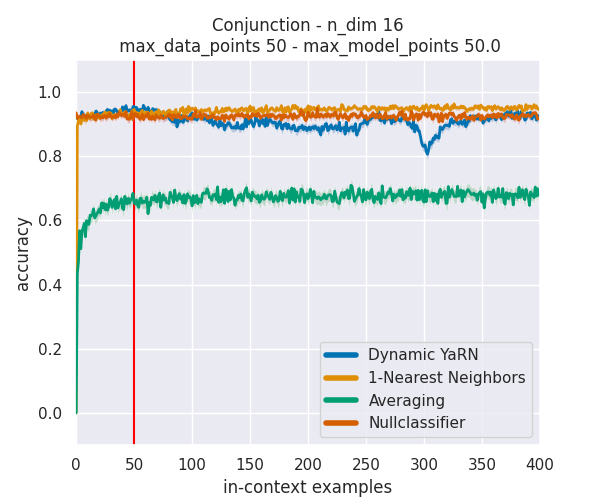 Conjunction - n_dim 16
max_data_points 50 - max_model_points 50.0
1.0
0.8
0.6
0.4
0.2
0.0
accuracy
Dynamic YaRN
1-Nearest Neighbors
Averaging
Nullclassifier
0 50 100 150 200 250 300 350 400
in-context examples